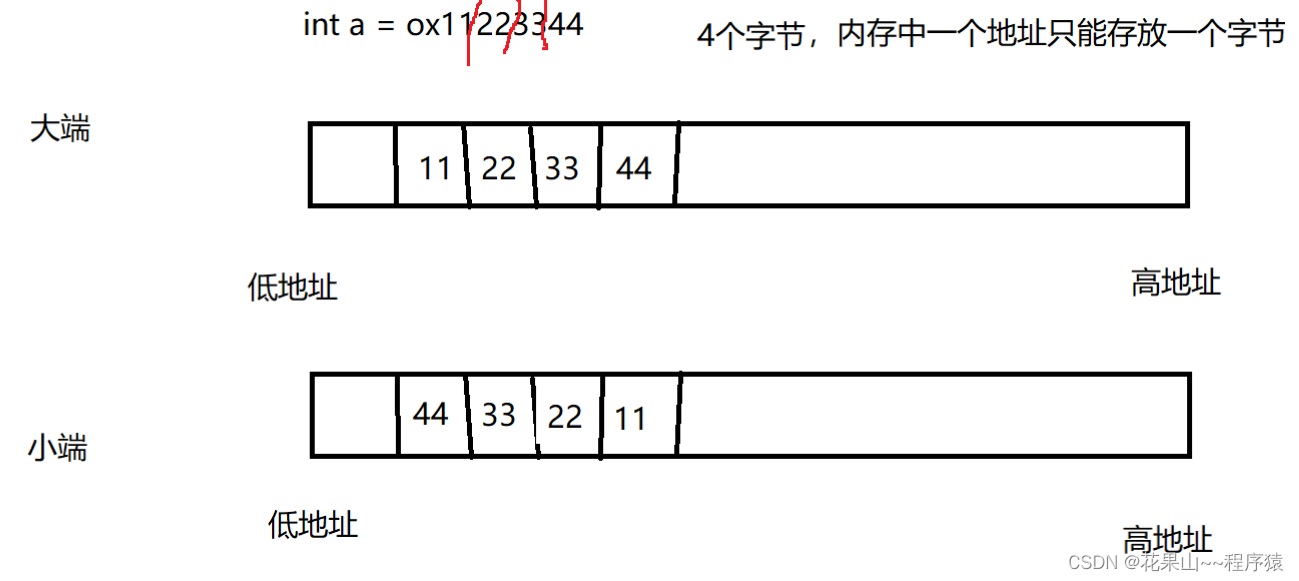 int a = ox11223344
4个字节，内存中一个地址只能存放一个字节
大端
11 22 33 44
低地址
高地址
44 33 22 11
小端
低地址
高地址
CSDN @花果山~~程序猿